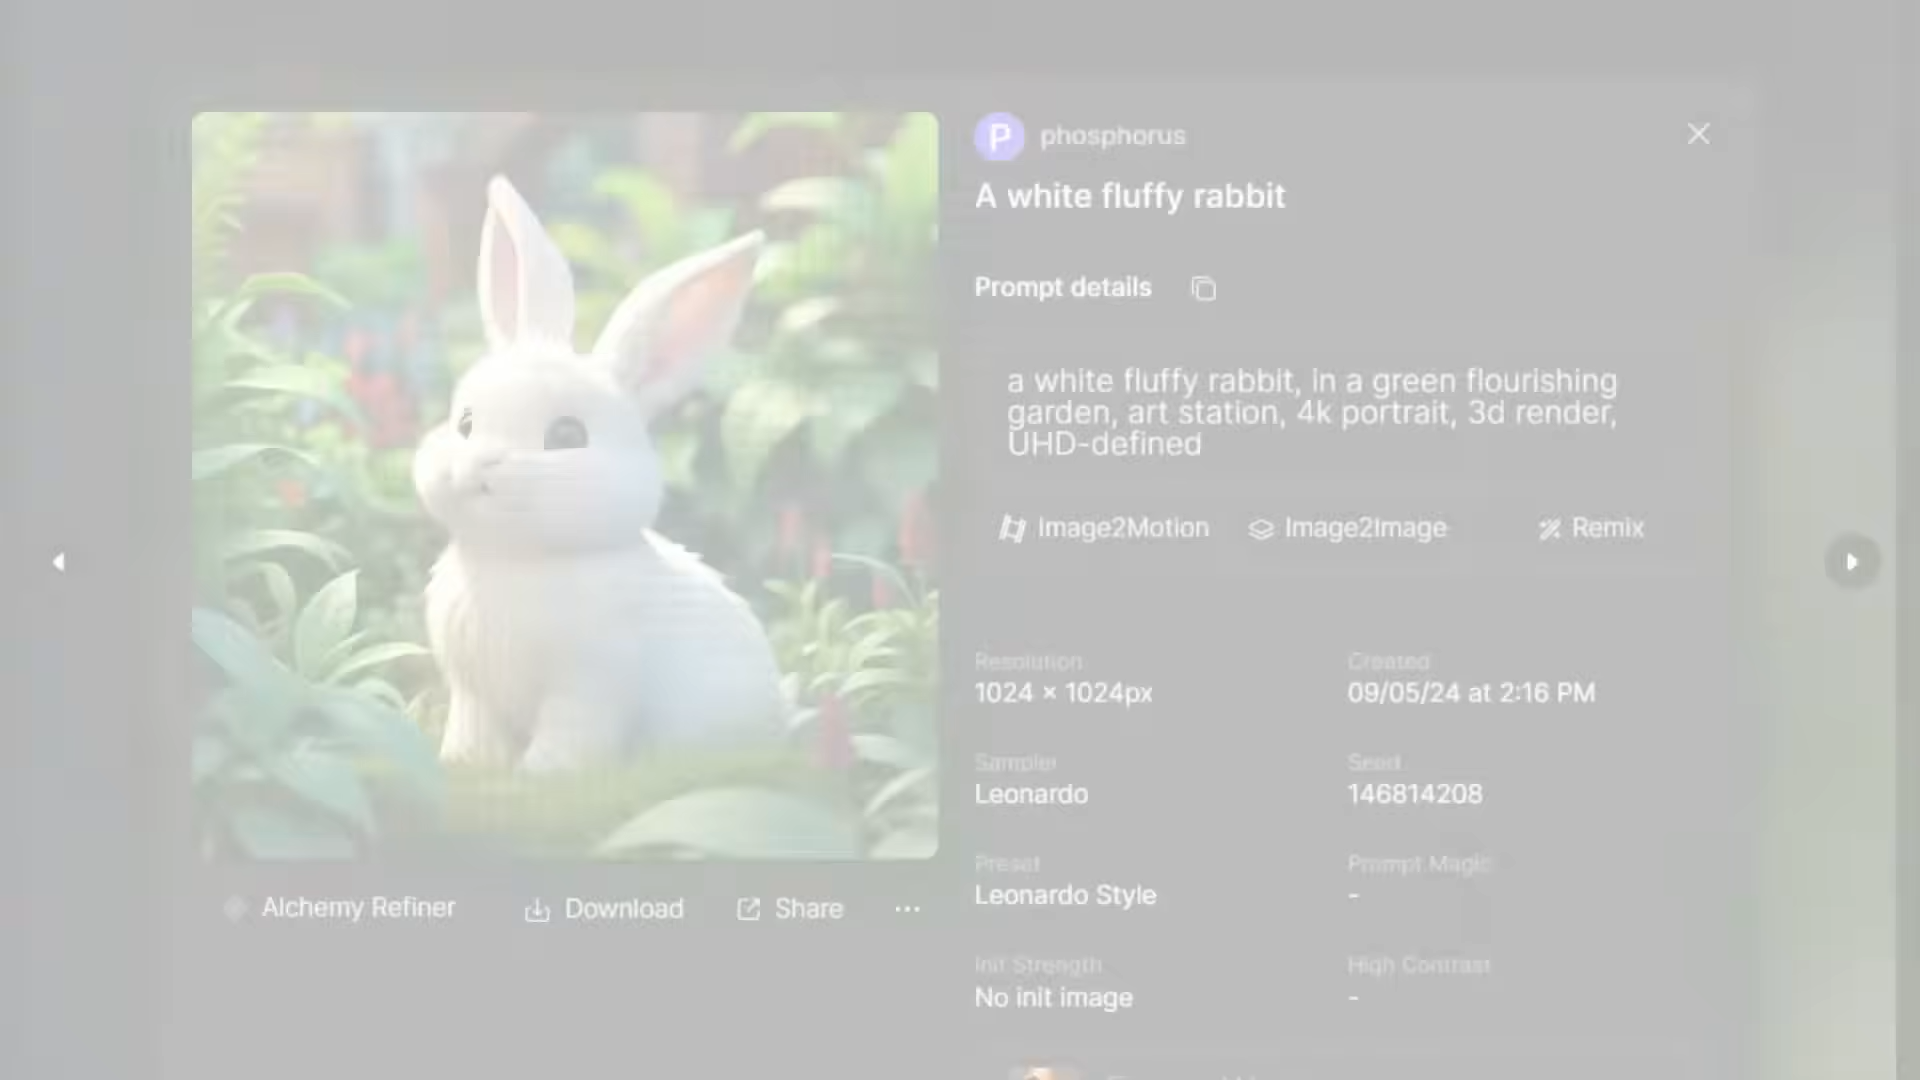 P phosphorus
A white fluffy rabbit
Prompt details
a white fluffy rabbit, in a green flourishing
garden, art station, 4k portrait, 3d render,
UHD-defined
Image2Motion Image2Image Remix
Resolution Created
1024 × 1024px 09/05/24 at 2:16 PM
Sampler Seed
Leonardo 146814208
Preset Prompt Magic
Leonardo Style -
Alchemy Refiner Download Share ...
Init Strength High Contrast
No init image -